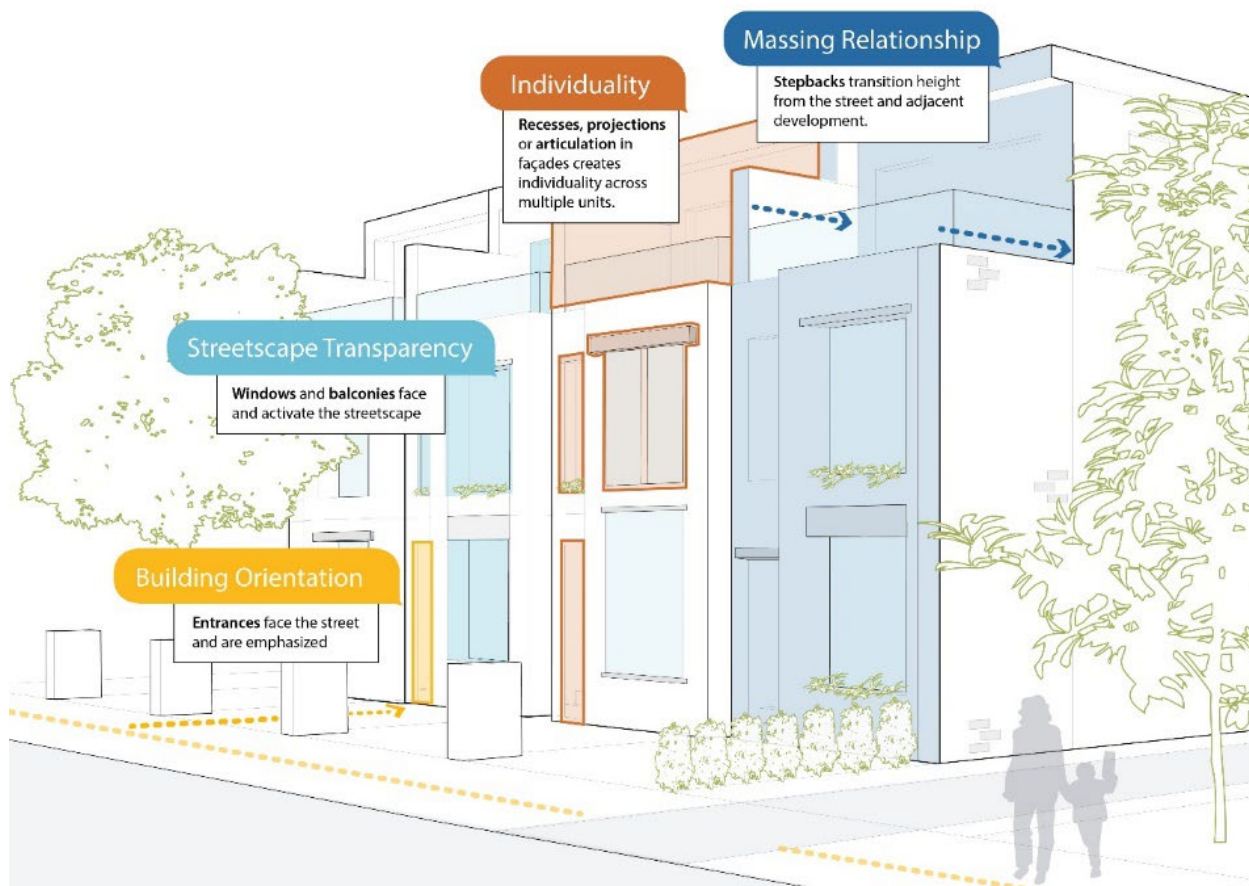 Massing Relationship
Stepbacks transition height
from the street and adjacent
development.
Individuality
Recesses, projections
or articulation in
façades creates
individuality across
multiple units.
Streetscape Transparency
Windows and balconies face
and activate the streetscape
Building Orientation
Entrances face the street
and are emphasized